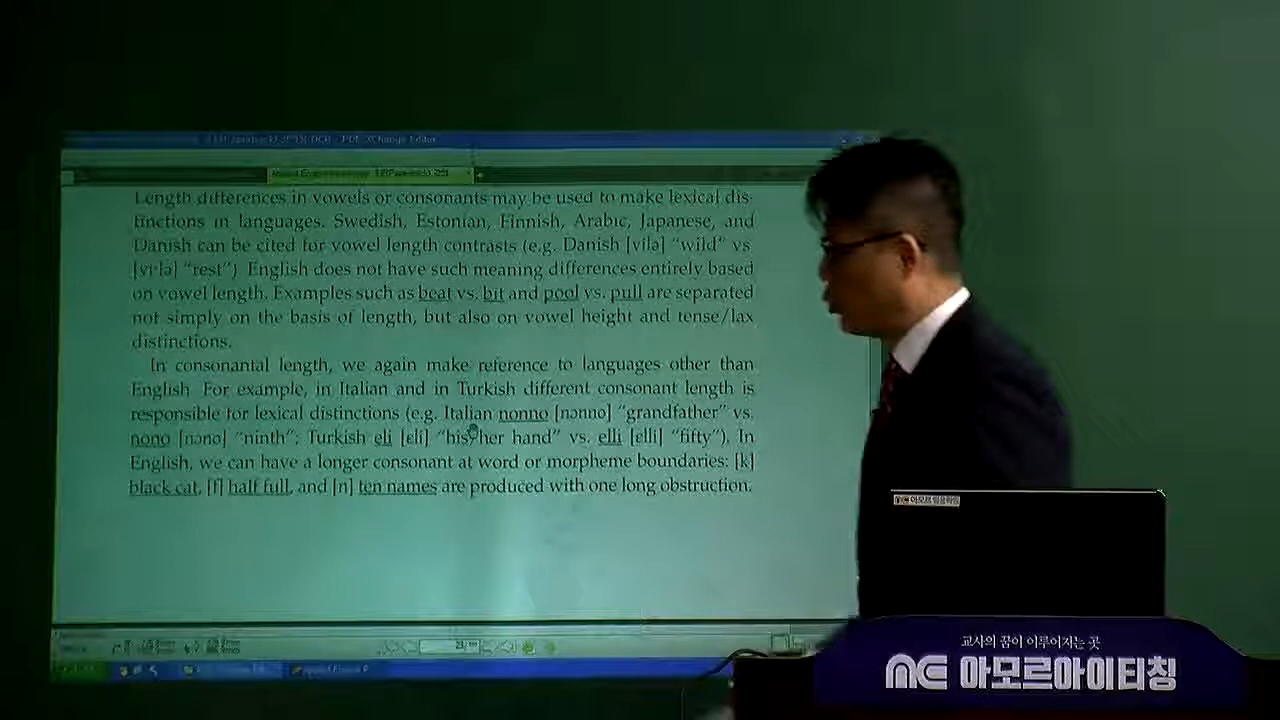 Length differences in vowels or consonants may be used to make lexical dis-
tinctions in languages. Swedish, Estonian, Finnish, Arabic, Japanese, and
Danish can be cited for vowel length contrasts (e.g. Danish [vilə] "wild" vs.
[viːlə] "rest") English does not have such meaning differences entirely based
on vowel length. Examples such as beat vs. bit and pool vs. pull are separated
not simply on the basis of length, but also on vowel height and tense/lax
distinctions.
In consonantal length, we again make reference to languages other than
English For example, in Italian and in Turkish different consonant length is
responsible for lexical distinctions (e.g. Italian nonno [nɔnno] "grandfather" vs.
nono [nɔno] "ninth"; Turkish eli [ɛli] "his/her hand" vs. elli [ɛlli] "fifty"). In
English, we can have a longer consonant at word or morpheme boundaries: [k]
black cat, [f] half full, and [n] ten names are produced with one long obstruction.
교사의 꿈이 이루어지는 곳
아모르아이티칭